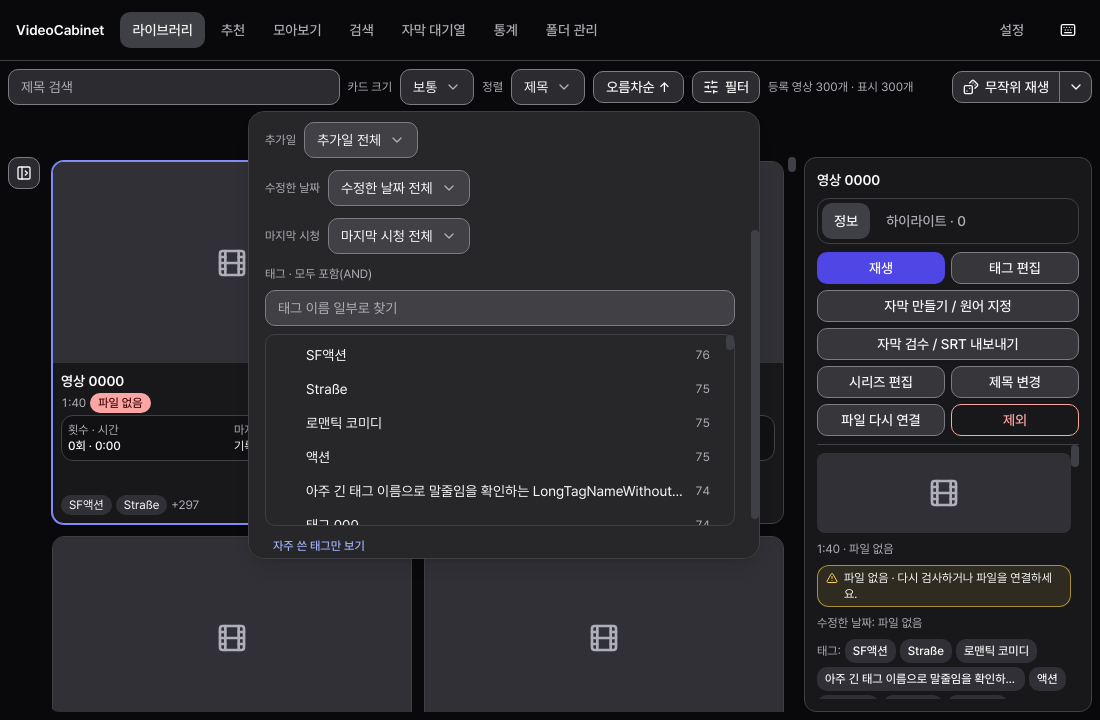 VideoCabinet 라이브러리 추천 모아보기 검색 자막 대기열 통계 폴더 관리 설정
제목 검색 카드 크기 보통 정렬 제목 오름차순 ↑ 필터 등록 영상 300개 · 표시 300개 무작위 재생
추가일 추가일 전체
수정한 날짜 수정한 날짜 전체
마지막 시청 마지막 시청 전체
태그 · 모두 포함(AND)
태그 이름 일부로 찾기
SF액션 76
Straße 75
로맨틱 코미디 75
액션 75
아주 긴 태그 이름으로 말줄임을 확인하는 LongTagNameWithout... 74
태그 000 74
자주 쓴 태그만 보기
영상 0000
1:40 파일 없음
횟수 · 시간
0회 · 0:00
SF액션 Straße +297
영상 0000
정보 하이라이트 · 0
재생 태그 편집
자막 만들기 / 원어 지정
자막 검수 / SRT 내보내기
시리즈 편집 제목 변경
파일 다시 연결 제외
1:40 · 파일 없음
파일 없음 · 다시 검사하거나 파일을 연결하세
요.
수정한 날짜: 파일 없음
태그: SF액션 Straße 로맨틱 코미디
아주 긴 태그 이름으로 말줄임을 확인하... 액션